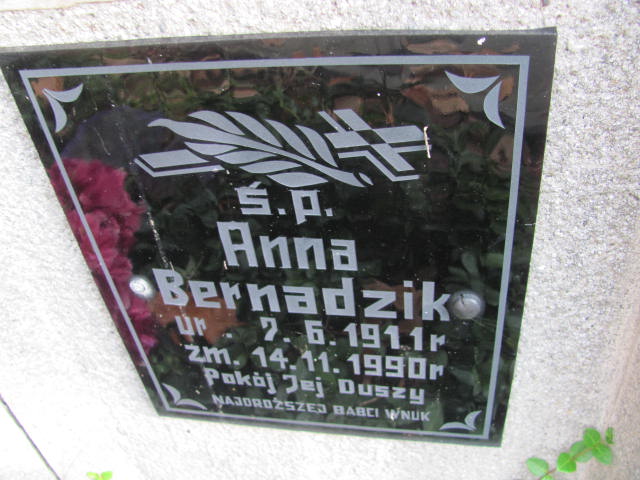 ś.p.
Anna
Bernadzik
ur. 7.6.1911r
zm. 14.11.1990r
Pokój Jej Duszy
NAJDROŻSZEJ BABCI WNUK